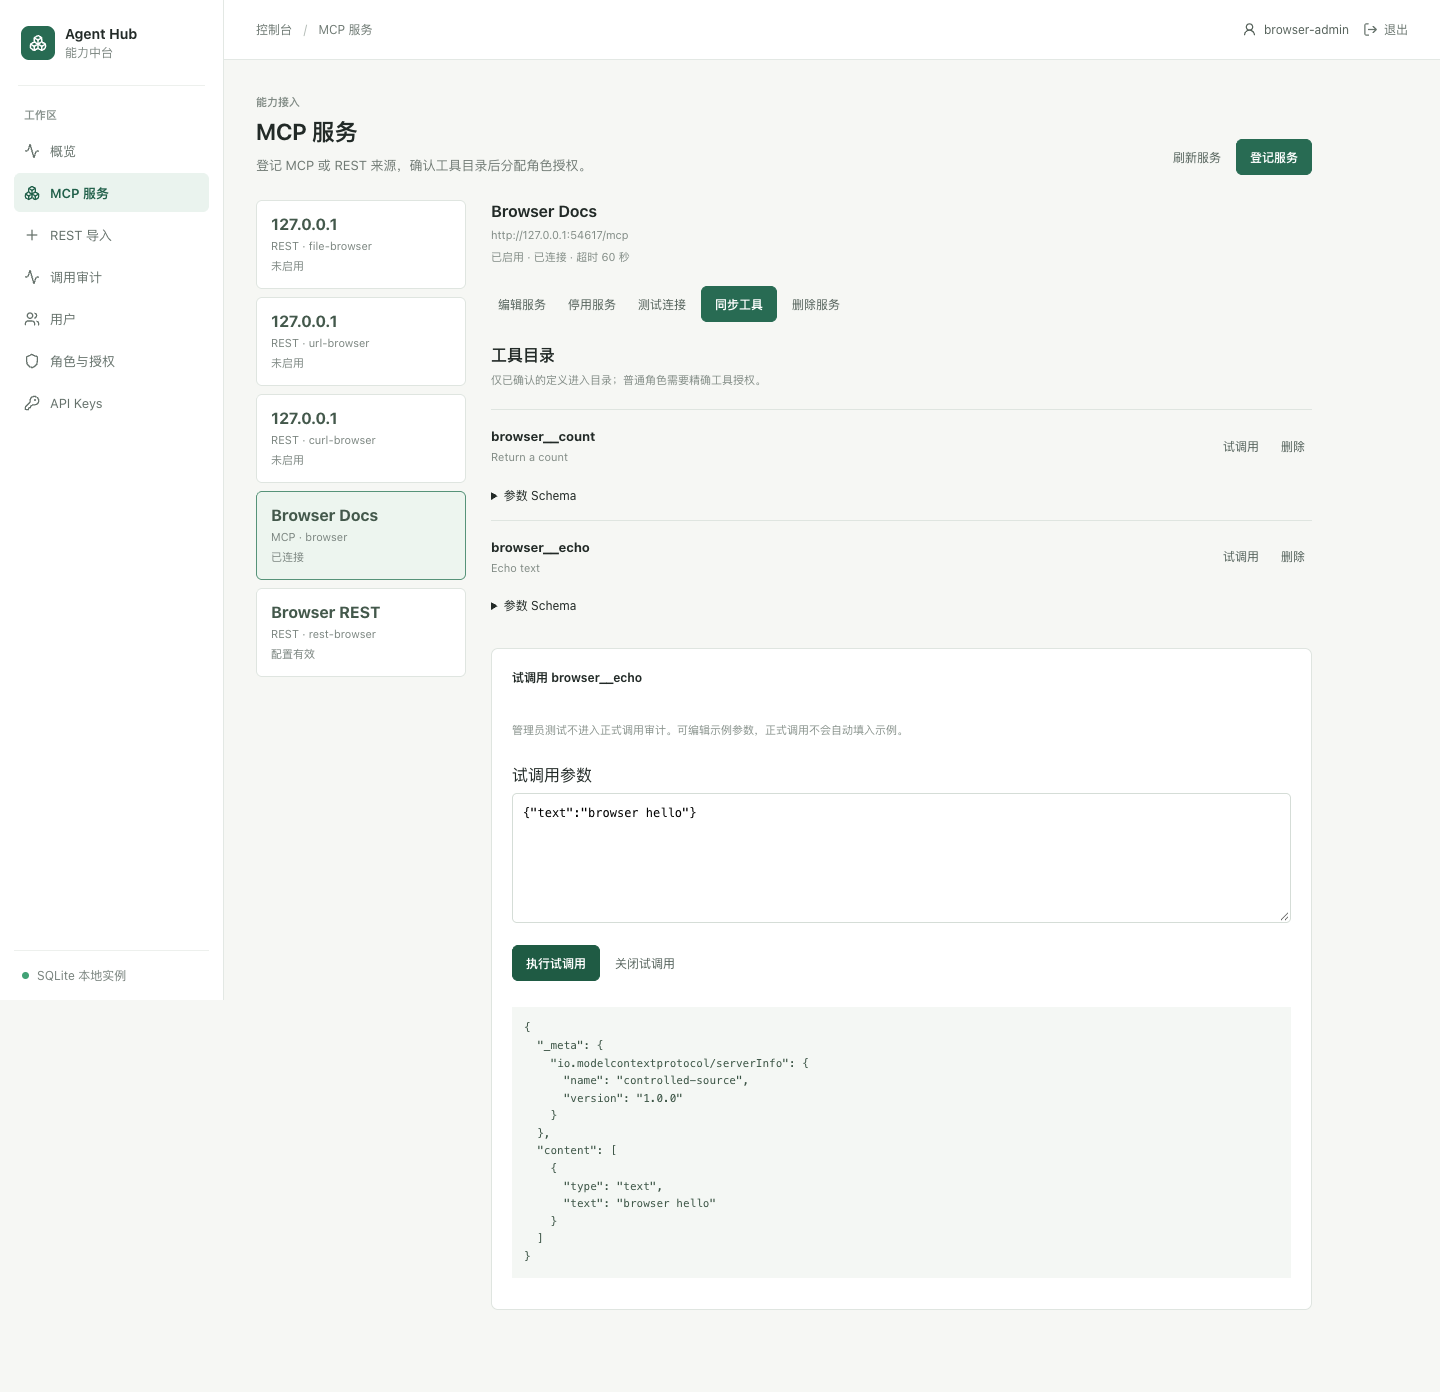 Agent Hub
能力中台
工作区
概览
MCP 服务
REST 导入
调用审计
用户
角色与授权
API Keys
SQLite 本地实例
控制台 / MCP 服务
browser-admin
退出
能力接入
MCP 服务
登记 MCP 或 REST 来源，确认工具目录后分配角色授权。
刷新服务
登记服务
127.0.0.1
REST · file-browser
未启用
127.0.0.1
REST · url-browser
未启用
127.0.0.1
REST · curl-browser
未启用
Browser Docs
MCP · browser
已连接
Browser REST
REST · rest-browser
配置有效
Browser Docs
http://127.0.0.1:54617/mcp
已启用 · 已连接 · 超时 60 秒
编辑服务 停用服务 测试连接 同步工具 删除服务
工具目录
仅已确认的定义进入目录；普通角色需要精确工具授权。
browser__count
Return a count
试调用 删除
参数 Schema
browser__echo
Echo text
试调用 删除
参数 Schema
试调用 browser__echo
管理员测试不进入正式调用审计。可编辑示例参数，正式调用不会自动填入示例。
试调用参数
{"text":"browser hello"}
执行试调用 关闭试调用
{
  "_meta": {
    "io.modelcontextprotocol/serverInfo": {
      "name": "controlled-source",
      "version": "1.0.0"
    }
  },
  "content": [
    {
      "type": "text",
      "text": "browser hello"
    }
  ]
}